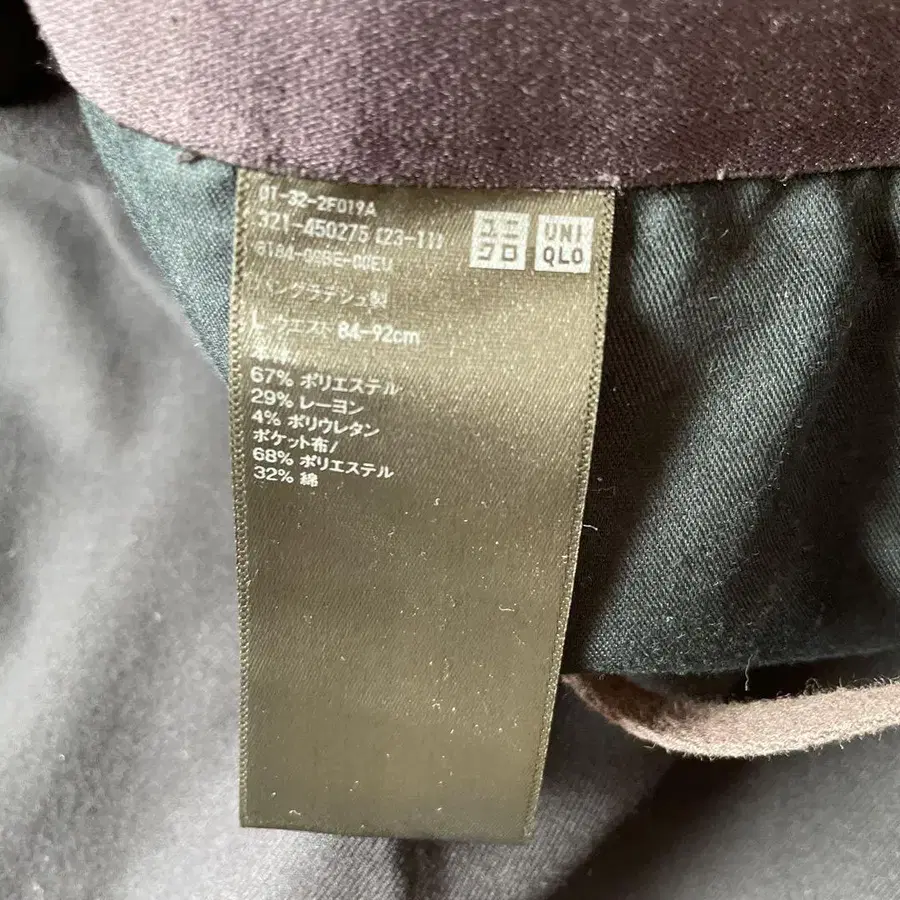 01-32-2F019A
321-450275 (23-11)
ユニ
クロ
UNI
QLO
バングラデシュ製
L ウエスト 84-92cm
本体/
67% ポリエステル
29% レーヨン
4% ポリウレタン
ポケット布/
68% ポリエステル
32% 綿